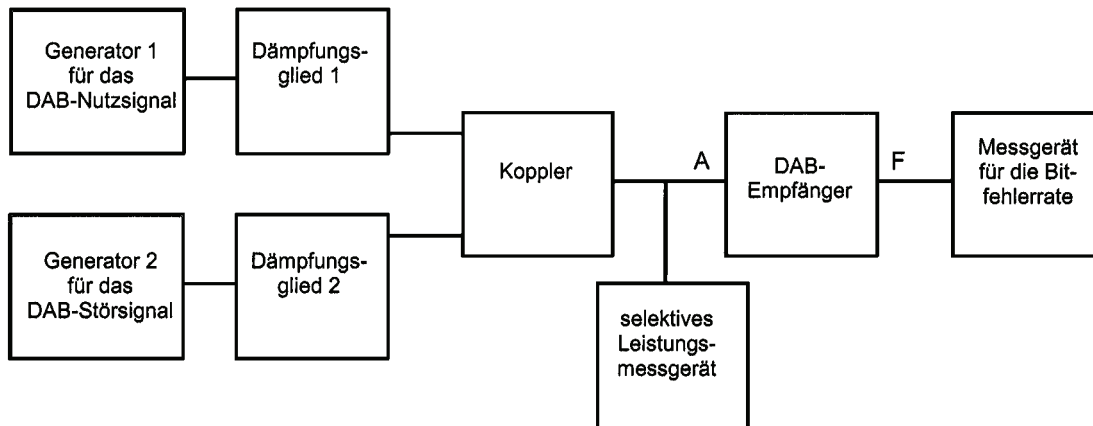 Generator 1
für das
DAB-Nutzsignal
Dämpfungs-
glied 1
Generator 2
für das
DAB-Störsignal
Dämpfungs-
glied 2
Koppler
A
DAB-
Empfänger
F
Messgerät
für die Bit-
fehlerrate
selektives
Leistungs-
messgerät